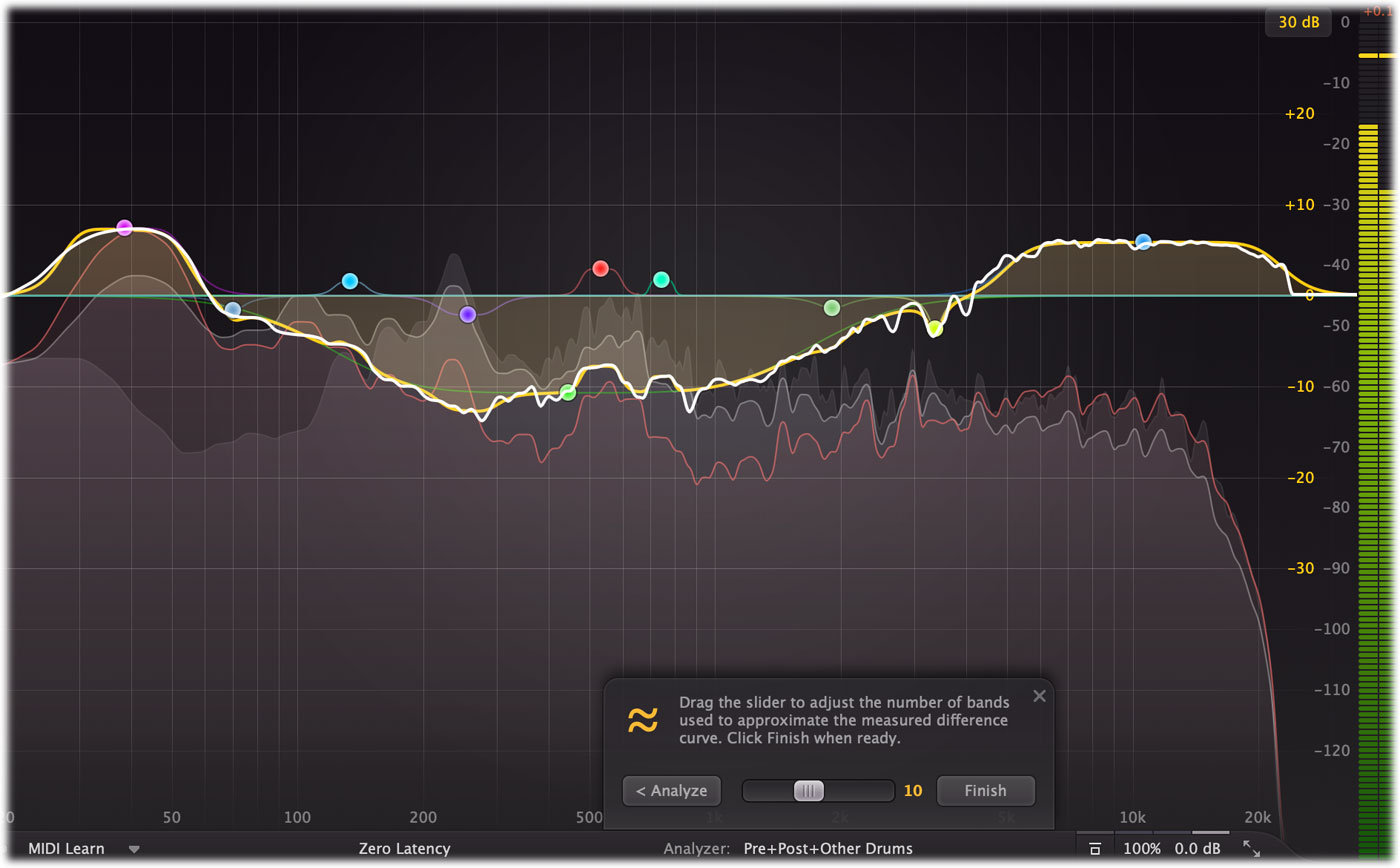 30 dB
0
+0.1
-10
+20
-20
+10
-30
-40
0
-50
-10
-60
-70
-20
-80
-30
-90
-100
-110
-120
Drag the slider to adjust the number of bands
used to approximate the measured difference
curve. Click Finish when ready.
< Analyze
10
Finish
50 100 200 500 1k 2k 5k 10k 20k
MIDI Learn Zero Latency Analyzer: Pre+Post+Other Drums 100% 0.0 dB